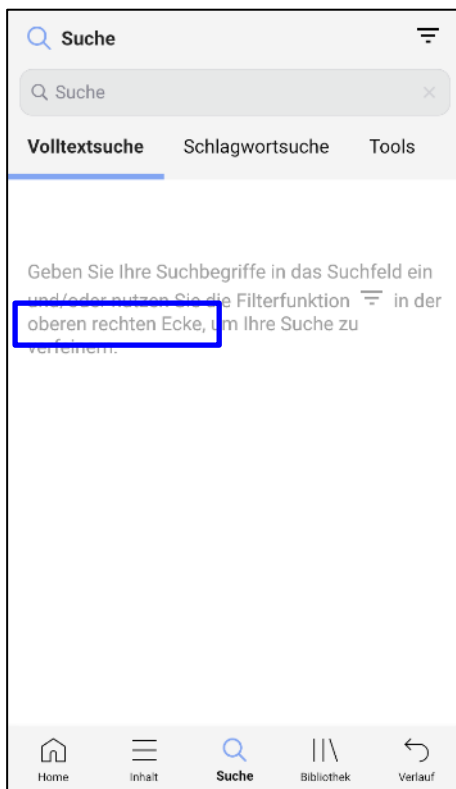 Suche
Suche
Volltextsuche Schlagwortsuche Tools
Geben Sie Ihre Suchbegriffe in das Suchfeld ein
und/oder nutzen Sie die Filterfunktion in der
oberen rechten Ecke, um Ihre Suche zu
verfeinern.
Home Inhalt Suche Bibliothek Verlauf